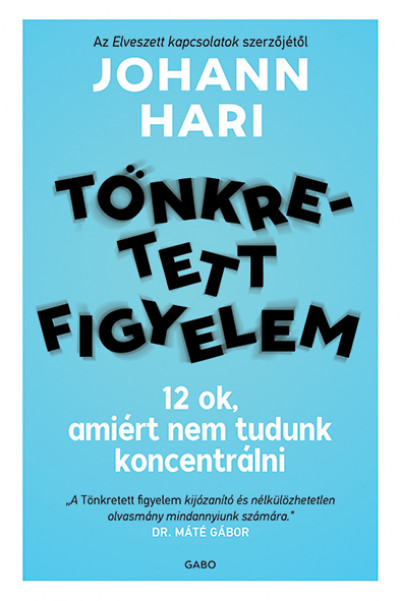 Az Elveszett kapcsolatok szerzőjétől
JOHANN
HARI
TÖNKRE-
TETT
FIGYELEM
12 ok,
amiért nem tudunk
koncentrálni
„A Tönkretett figyelem kijózanító és nélkülözhetetlen
olvasmány mindannyiunk számára."
DR. MÁTÉ GÁBOR
GABO